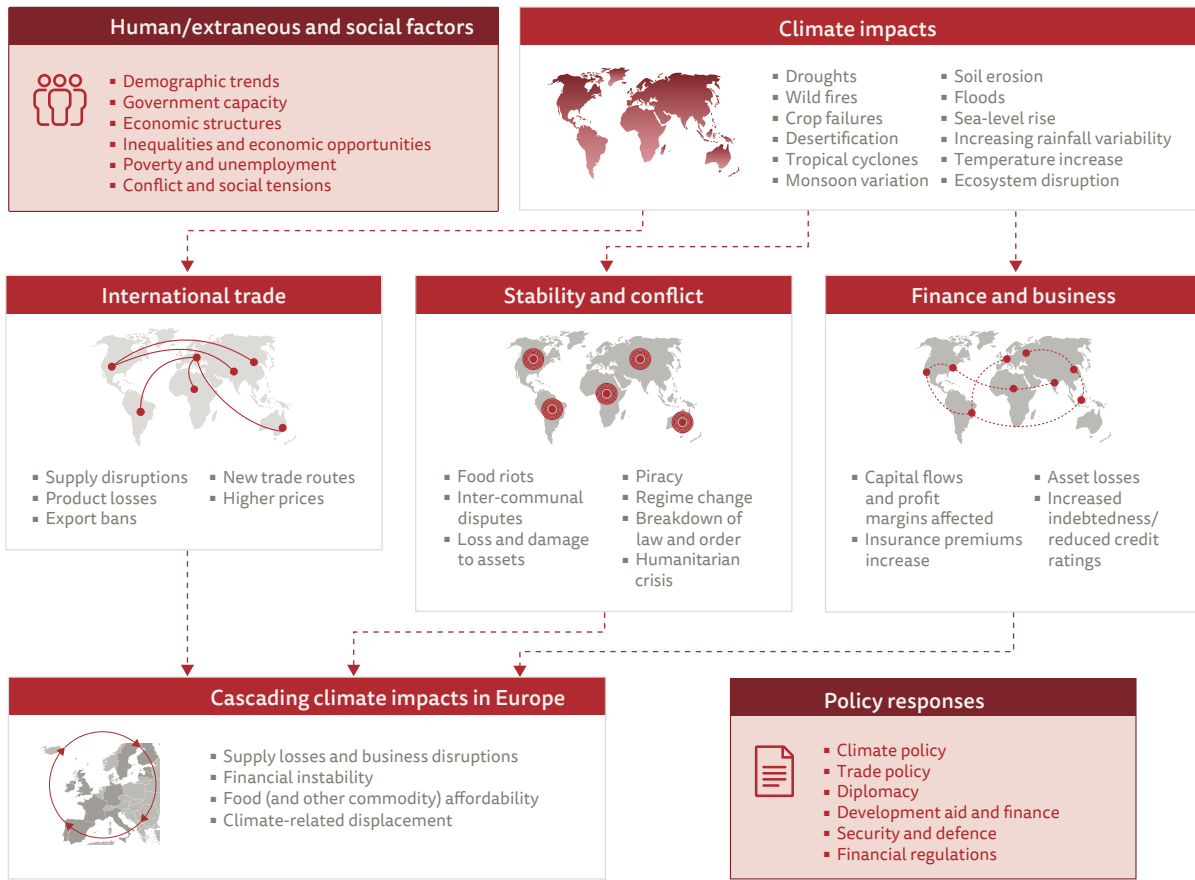 Human/extraneous and social factors
▪ Demographic trends
▪ Government capacity
▪ Economic structures
▪ Inequalities and economic opportunities
▪ Poverty and unemployment
▪ Conflict and social tensions
Climate impacts
▪ Droughts
▪ Wild fires
▪ Crop failures
▪ Desertification
▪ Tropical cyclones
▪ Monsoon variation
▪ Soil erosion
▪ Floods
▪ Sea-level rise
▪ Increasing rainfall variability
▪ Temperature increase
▪ Ecosystem disruption
International trade
▪ Supply disruptions
▪ Product losses
▪ Export bans
▪ New trade routes
▪ Higher prices
Stability and conflict
▪ Food riots
▪ Inter-communal
disputes
▪ Loss and damage
to assets
▪ Piracy
▪ Regime change
▪ Breakdown of
law and order
▪ Humanitarian
crisis
Finance and business
▪ Capital flows
and profit
margins affected
▪ Insurance premiums
increase
▪ Asset losses
▪ Increased
indebtedness/
reduced credit
ratings
Cascading climate impacts in Europe
▪ Supply losses and business disruptions
▪ Financial instability
▪ Food (and other commodity) affordability
▪ Climate-related displacement
Policy responses
▪ Climate policy
▪ Trade policy
▪ Diplomacy
▪ Development aid and finance
▪ Security and defence
▪ Financial regulations